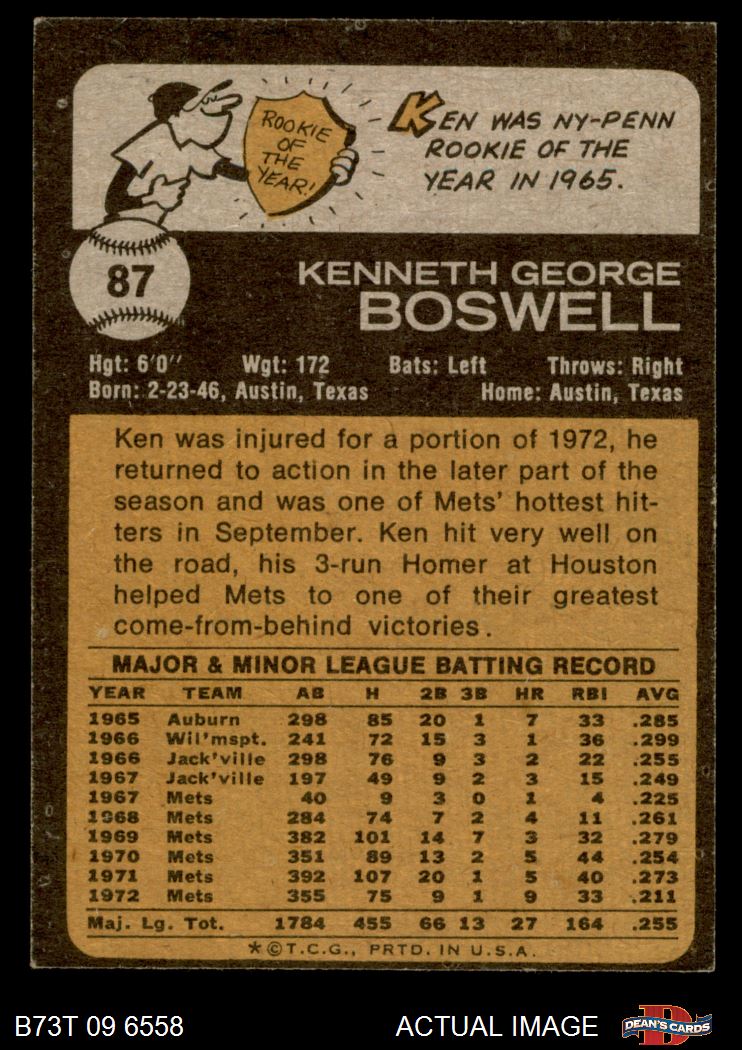 ROOKIE
OF
THE
YEAR!
KEN WAS NY-PENN
ROOKIE OF THE
YEAR IN 1965.
87
KENNETH GEORGE
BOSWELL
Hgt: 6'0" Wgt: 172 Bats: Left Throws: Right
Born: 2-23-46, Austin, Texas Home: Austin, Texas
Ken was injured for a portion of 1972, he
returned to action in the later part of the
season and was one of Mets' hottest hit-
ters in September. Ken hit very well on
the road, his 3-run Homer at Houston
helped Mets to one of their greatest
come-from-behind victories.
MAJOR & MINOR LEAGUE BATTING RECORD
YEAR TEAM AB H 2B 3B HR RBI AVG
1965 Auburn 298 85 20 1 7 33 .285
1966 Wil'mspt. 241 72 15 3 1 36 .299
1966 Jack'ville 298 76 9 3 2 22 .255
1967 Jack'ville 197 49 9 2 3 15 .249
1967 Mets 40 9 3 0 1 4 .225
1968 Mets 284 74 7 2 4 11 .261
1969 Mets 382 101 14 7 3 32 .279
1970 Mets 351 89 13 2 5 44 .254
1971 Mets 392 107 20 1 5 40 .273
1972 Mets 355 75 9 1 9 33 .211
Maj. Lg. Tot. 1784 455 66 13 27 164 .255
*©T.C.G., PRTD. IN U.S.A.
B73T 09 6558 ACTUAL IMAGE D DEAN'S CARDS